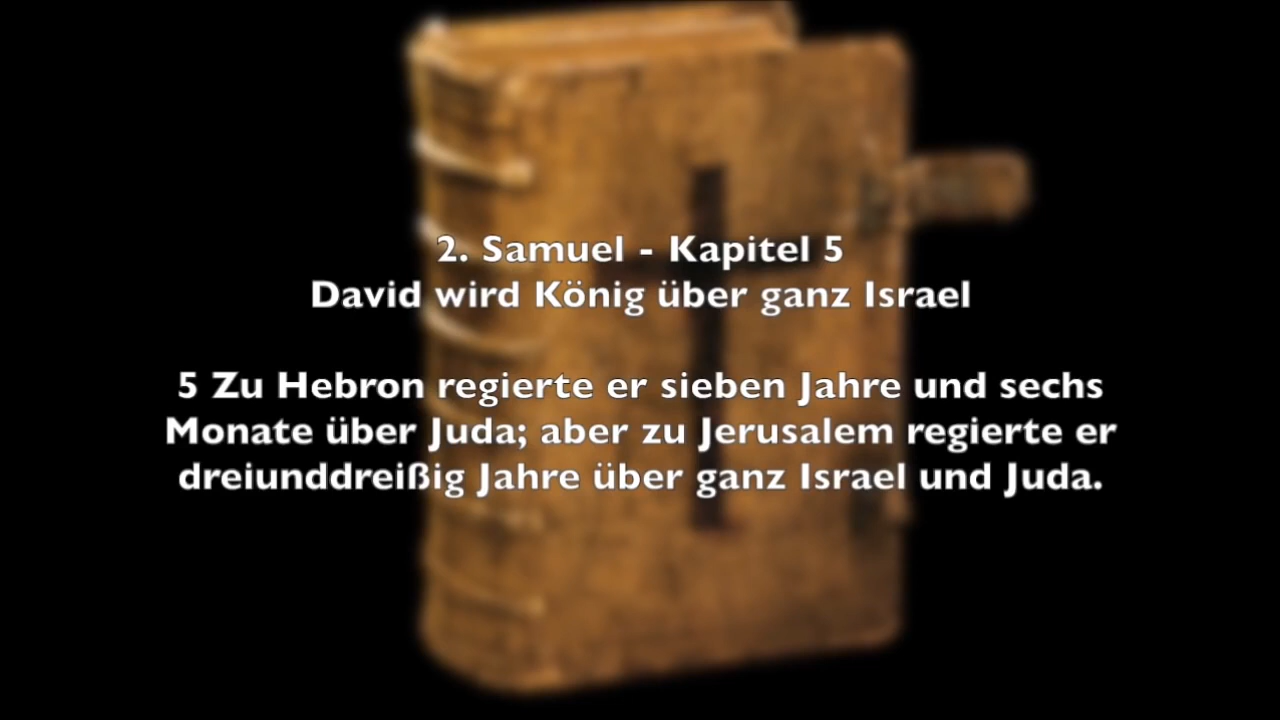 2. Samuel - Kapitel 5
David wird König über ganz Israel
5 Zu Hebron regierte er sieben Jahre und sechs
Monate über Juda; aber zu Jerusalem regierte er
dreiunddreißig Jahre über ganz Israel und Juda.